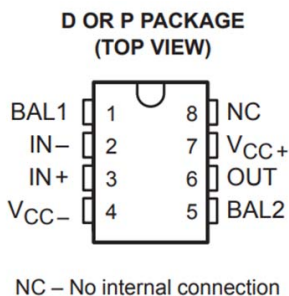 D OR P PACKAGE
(TOP VIEW)
BAL1 1 8 NC
IN– 2 7 VCC+
IN+ 3 6 OUT
VCC– 4 5 BAL2
NC – No internal connection